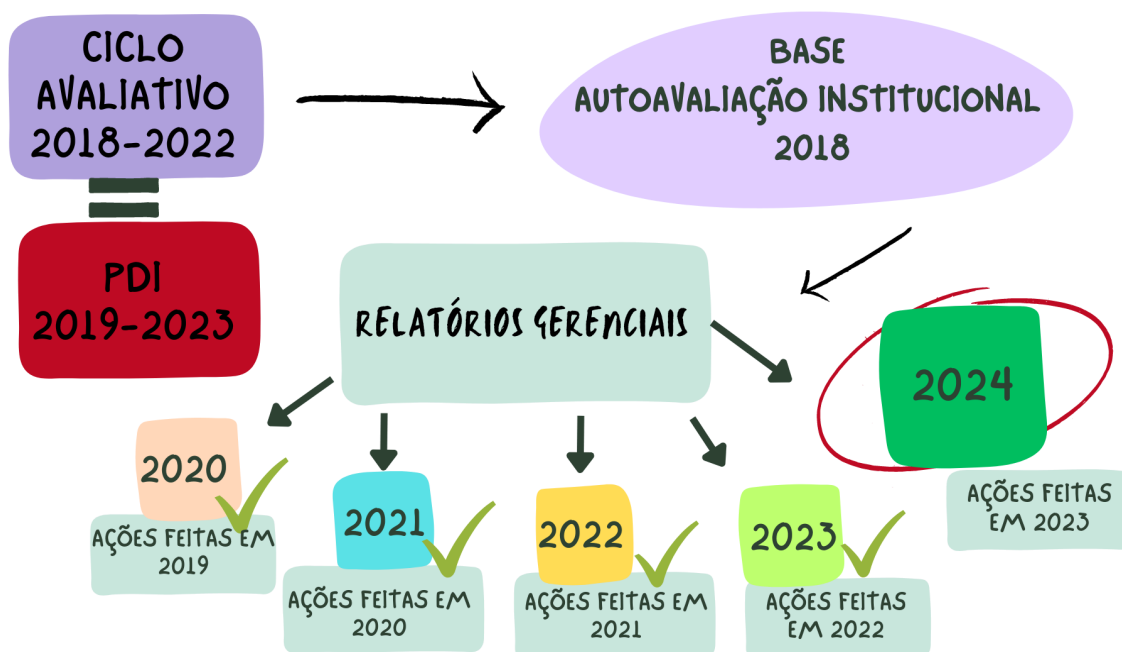 CICLO
AVALIATIVO
2018-2022
BASE
AUTOAVALIAÇÃO INSTITUCIONAL
2018
PDI
2019-2023
RELATÓRIOS GERENCIAIS
2024
AÇÕES FEITAS
EM 2023
2020
AÇÕES FEITAS EM
2019
2021
AÇÕES FEITAS EM
2020
2022
AÇÕES FEITAS EM
2021
2023
AÇÕES FEITAS
EM 2022